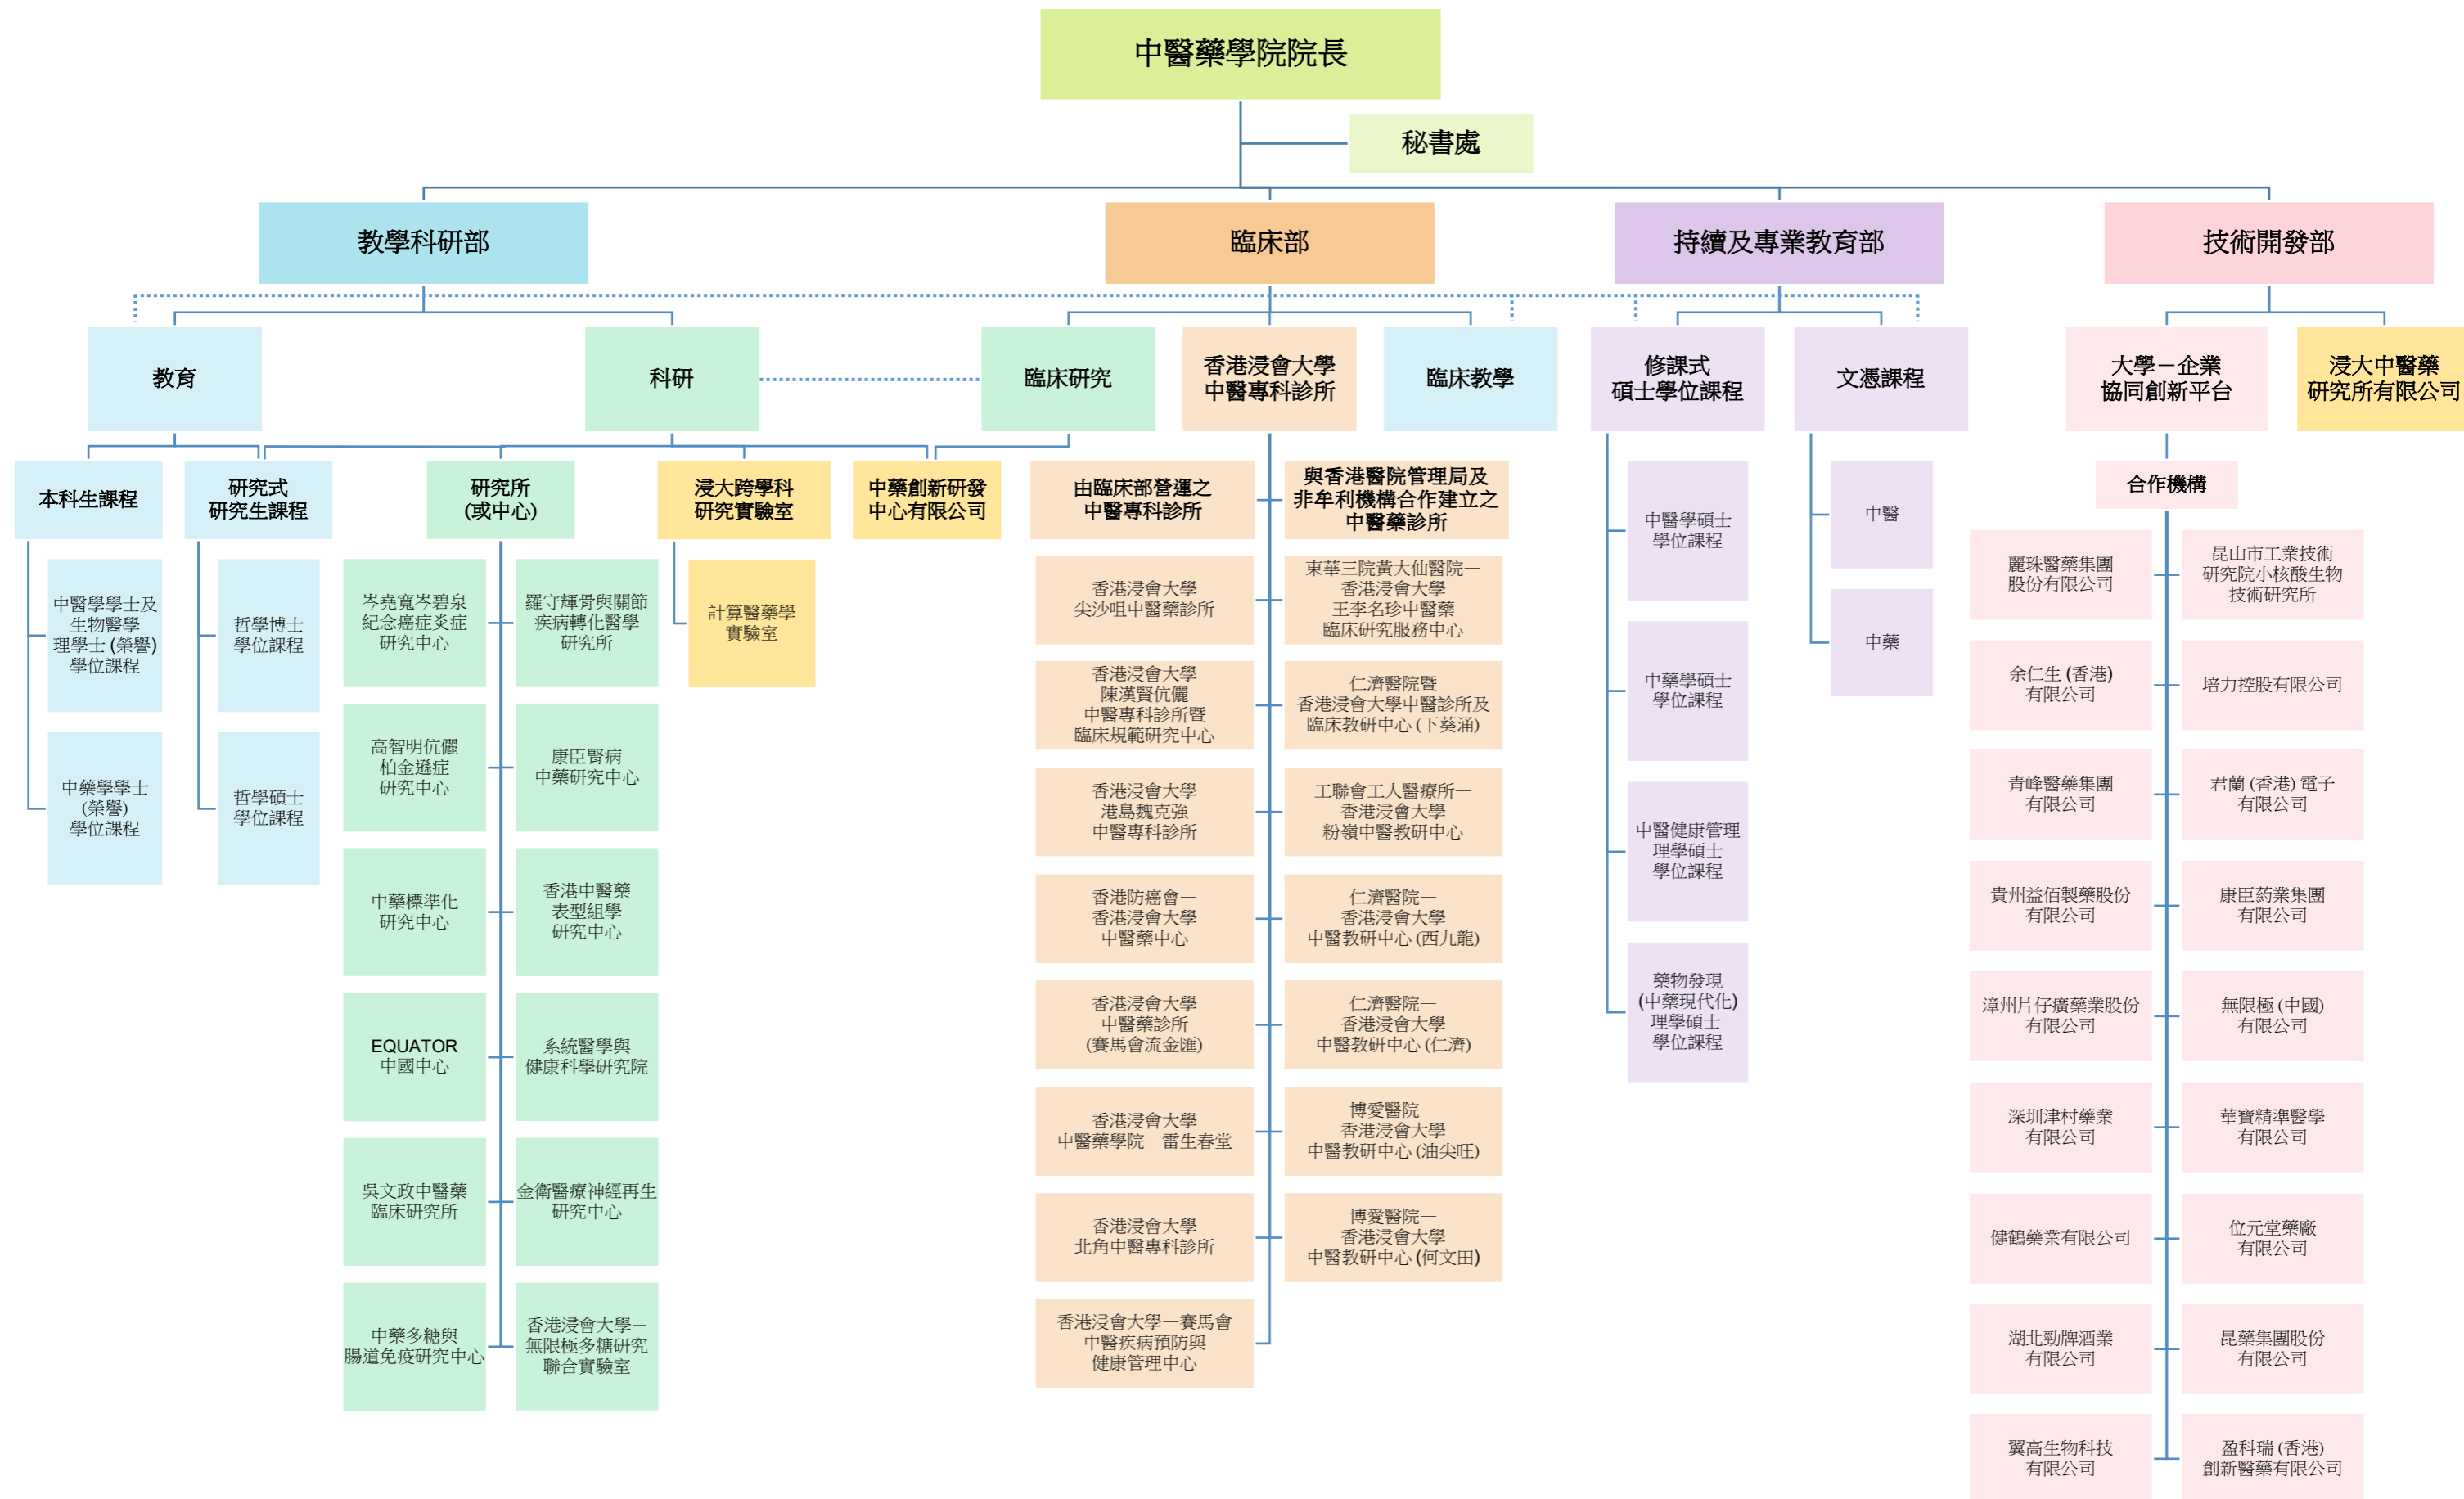 中醫藥學院院長
秘書處
教學科研部
臨床部
持續及專業教育部
技術開發部
教育
科研
臨床研究
香港浸會大學
中醫專科診所
臨床教學
修課式
碩士學位課程
文憑課程
大學－企業
協同創新平台
浸大中醫藥
研究所有限公司
本科生課程
研究式
研究生課程
研究所
(或中心)
浸大跨學科
研究實驗室
中藥創新研發
中心有限公司
由臨床部營運之
中醫專科診所
與香港醫院管理局及
非牟利機構合作建立之
中醫藥診所
合作機構
中醫學學士及
生物醫學
理學士 (榮譽)
學位課程
中藥學學士
(榮譽)
學位課程
哲學博士
學位課程
哲學碩士
學位課程
岑堯寬岑碧泉
紀念癌症炎症
研究中心
羅守輝骨與關節
疾病轉化醫學
研究所
高智明伉儷
柏金遜症
研究中心
康臣腎病
中藥研究中心
中藥標準化
研究中心
香港中醫藥
表型組學
研究中心
EQUATOR
中國中心
系統醫學與
健康科學研究院
吳文政中醫藥
臨床研究所
金衛醫療神經再生
研究中心
中藥多糖與
腸道免疫研究中心
香港浸會大學—
無限極多糖研究
聯合實驗室
計算醫藥學
實驗室
香港浸會大學
尖沙咀中醫藥診所
東華三院黃大仙醫院—
香港浸會大學
王李名珍中醫藥
臨床研究服務中心
香港浸會大學
陳漢賢伉儷
中醫專科診所暨
臨床規範研究中心
仁濟醫院暨
香港浸會大學中醫診所及
臨床教研中心 (下葵涌)
香港浸會大學
港島魏克強
中醫專科診所
工聯會工人醫療所—
香港浸會大學
粉嶺中醫教研中心
香港防癌會—
香港浸會大學
中醫藥中心
仁濟醫院—
香港浸會大學
中醫教研中心 (西九龍)
香港浸會大學
中醫藥診所
(賽馬會流金匯)
仁濟醫院—
香港浸會大學
中醫教研中心 (仁濟)
香港浸會大學
中醫藥學院—雷生春堂
博愛醫院—
香港浸會大學
中醫教研中心 (油尖旺)
香港浸會大學
北角中醫專科診所
博愛醫院—
香港浸會大學
中醫教研中心 (何文田)
香港浸會大學—賽馬會
中醫疾病預防與
健康管理中心
中醫學碩士
學位課程
中藥學碩士
學位課程
中醫健康管理
理學碩士
學位課程
藥物發現
(中藥現代化)
理學碩士
學位課程
中醫
中藥
麗珠醫藥集團
股份有限公司
昆山市工業技術
研究院小核酸生物
技術研究所
余仁生 (香港)
有限公司
培力控股有限公司
青峰醫藥集團
有限公司
君蘭 (香港) 電子
有限公司
貴州益佰製藥股份
有限公司
康臣葯業集團
有限公司
漳州片仔癀藥業股份
有限公司
無限極 (中國)
有限公司
深圳津村藥業
有限公司
華寶精準醫學
有限公司
健鶴藥業有限公司
位元堂藥廠
有限公司
湖北勁牌酒業
有限公司
昆藥集團股份
有限公司
翼高生物科技
有限公司
盈科瑞 (香港)
創新醫藥有限公司